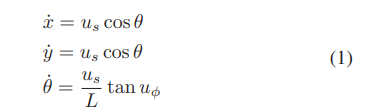 ẋ = u_s cos θ
ẏ = u_s cos θ (1)
θ̇ = u_s/L tan u_ϕ